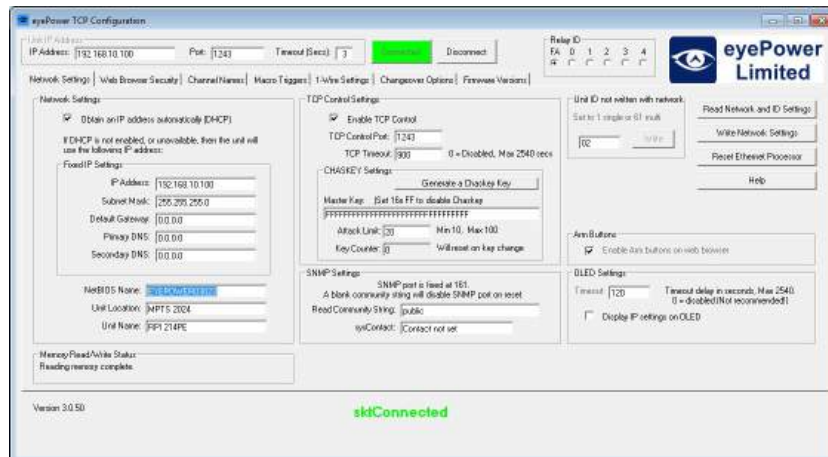 eyePower TCP Configuration
Unit IP Address
IP Address: 192.168.10.100 Port: 1243 Timeout (Secs): 3 Connected Disconnect
Relay ID
FA 0 1 2 3 4
eyePower
Limited
Network Settings Web Browser Security Channel Names Macro Triggers 1-Wire Settings Changeover Options Firmware Versions
Network Settings
Obtain an IP address automatically (DHCP)
If DHCP is not enabled, or unavailable, then the unit will
use the following IP address:
Fixed IP Settings
IP Address: 192.168.10.100
Subnet Mask: 255.255.255.0
Default Gateway: 0.0.0.0
Primary DNS: 0.0.0.0
Secondary DNS: 0.0.0.0
NetBIOS Name:
Unit Location: MPTS 2024
Unit Name: RPI 214PE
Memory Read/Write Status
Reading memory complete.
TCP Control Settings
Enable TCP Control
TCP Control Port: 1243
TCP Timeout: 900 0 = Disabled, Max 2540 secs
CHASKEY Settings
Generate a Chaskey Key
Master Key: (Set 16x FF to disable Chaskey
FFFFFFFFFFFFFFFFFFFFFFFFFFFFFFFF
Attack Limit: 20 Min 10, Max 100
Key Counter: 0 Will reset on key change
SNMP Settings
SNMP port is fixed at 161.
A blank community string will disable SNMP port on reset
Read Community String: public
sysContact: Contact not set
Unit ID not written with network
Set to 1 single or 61 multi
02 Write
Read Network and ID Settings
Write Network Settings
Reset Ethernet Processor
Help
Arm Buttons
Enable Arm buttons on web browser
OLED Settings
Timeout: 120 Timeout delay in seconds, Max 2540.
0 = disabled (Not recommended!)
Display IP settings on OLED
Version 3.0.50
sktConnected